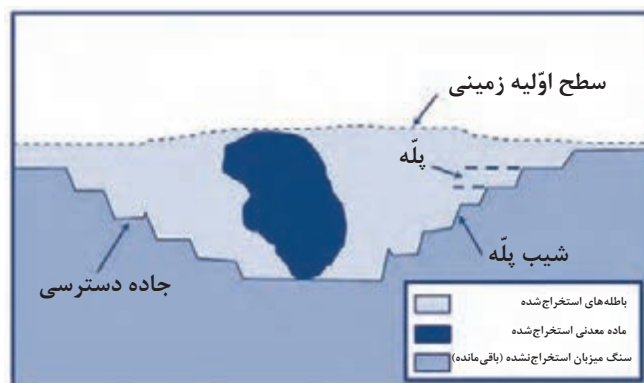 سطح اوّلیه زمینی
پلّه
شیب پلّه
جاده دسترسی
باطله‌های استخراج‌شده
ماده معدنی استخراج‌شده
سنگ میزبان استخراج‌نشده (باقی‌مانده)